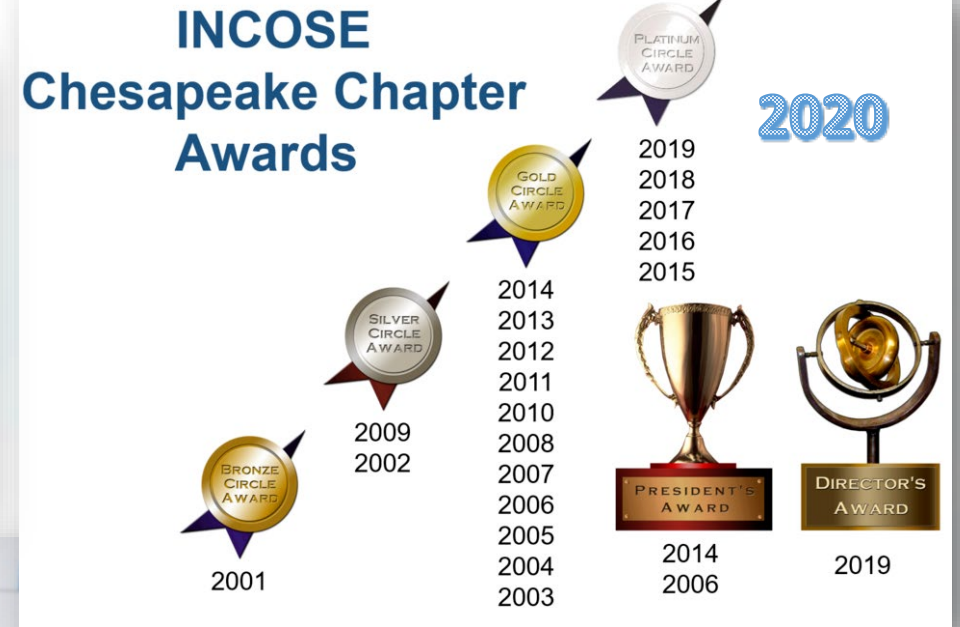 INCOSE
Chesapeake Chapter
Awards
PLATINUM
CIRCLE
AWARD
2020
2019
2018
2017
2016
2015
GOLD
CIRCLE
AWARD
2014
2013
2012
2011
2010
2008
2007
2006
2005
2004
2003
SILVER
CIRCLE
AWARD
2009
2002
BRONZE
CIRCLE
AWARD
2001
PRESIDENT'S
AWARD
2014
2006
DIRECTOR'S
AWARD
2019